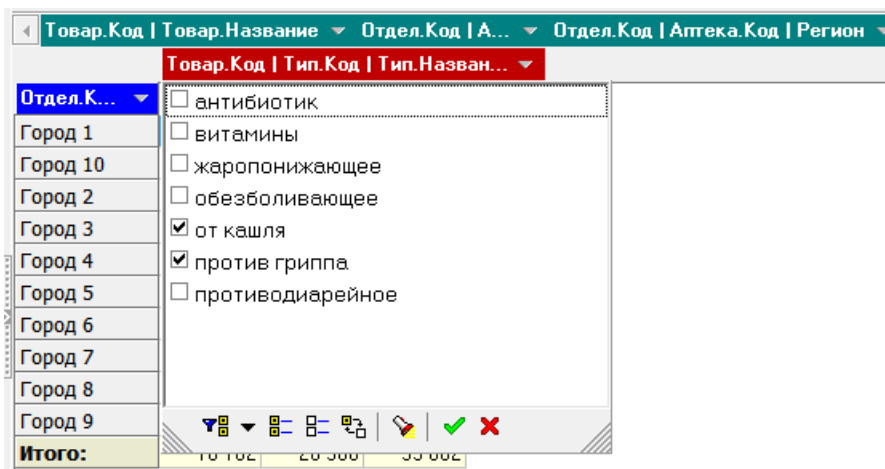 Товар.Код | Товар.Название Отдел.Код | А... Отдел.Код | Аптека.Код | Регион
Товар.Код | Тип.Код | Тип.Назван...
Отдел.К...
антибиотик
Город 1
витамины
Город 10
жаропонижающее
Город 2
обезболивающее
Город 3
от кашля
Город 4
против гриппа
Город 5
противодиарейное
Город 6
Город 7
Город 8
Город 9
Итого: